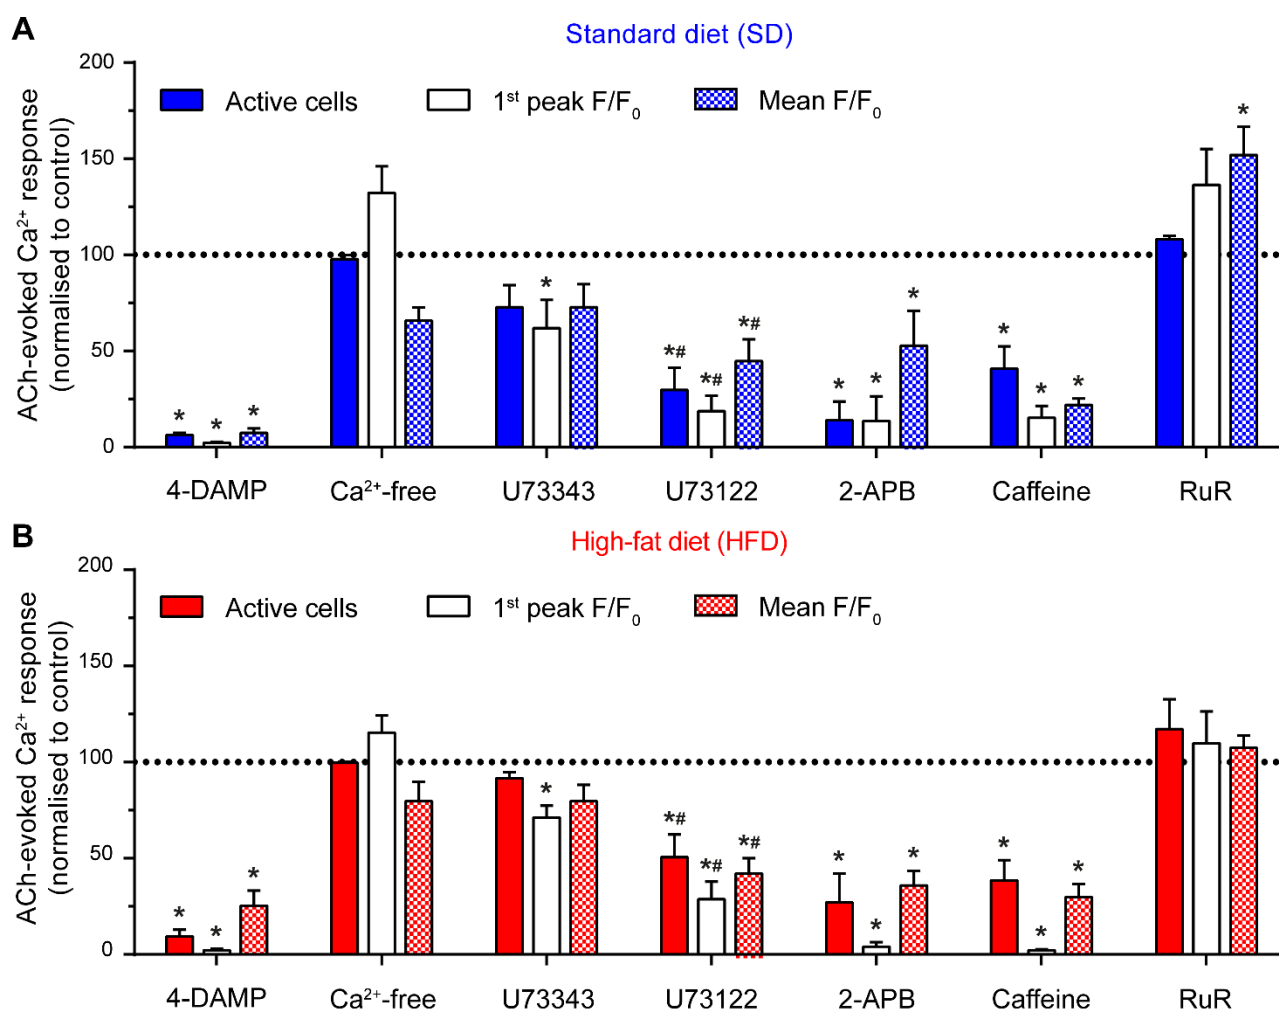 A
Standard diet (SD)
200
150
100
50
0
ACh-evoked Ca²⁺ response
(normalised to control)
Active cells
1ˢᵗ peak F/F₀
Mean F/F₀
* * *
*
*# *# *#
* * *
* * *
*
4-DAMP Ca²⁺-free U73343 U73122 2-APB Caffeine RuR
B
High-fat diet (HFD)
200
150
100
50
0
ACh-evoked Ca²⁺ response
(normalised to control)
Active cells
1ˢᵗ peak F/F₀
Mean F/F₀
* * *
*
*# *# *#
* * *
* * *
4-DAMP Ca²⁺-free U73343 U73122 2-APB Caffeine RuR